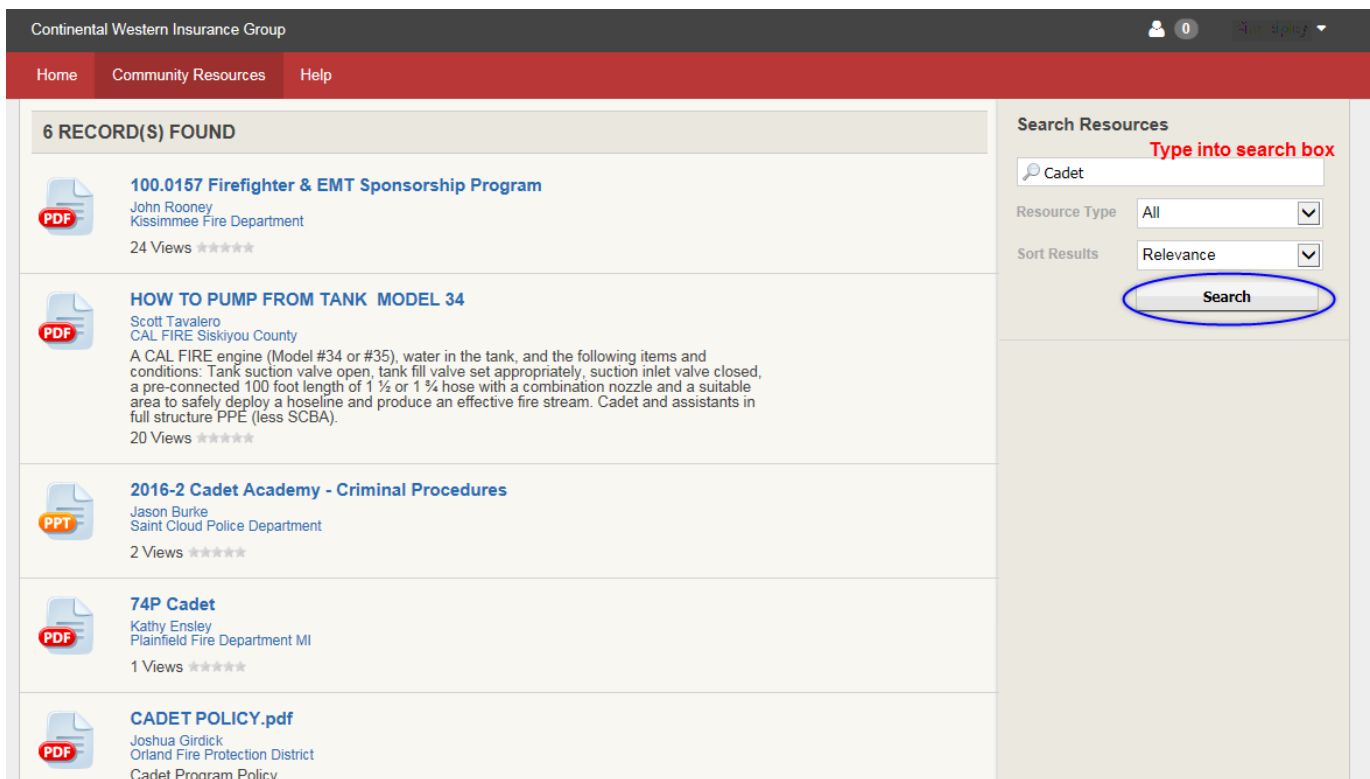 Continental Western Insurance Group
0
Home Community Resources Help
6 RECORD(S) FOUND
PDF
100.0157 Firefighter & EMT Sponsorship Program
John Rooney
Kissimmee Fire Department
24 Views
PDF
HOW TO PUMP FROM TANK MODEL 34
Scott Tavalero
CAL FIRE Siskiyou County
A CAL FIRE engine (Model #34 or #35), water in the tank, and the following items and
conditions: Tank suction valve open, tank fill valve set appropriately, suction inlet valve closed,
a pre-connected 100 foot length of 1 ½ or 1 ¾ hose with a combination nozzle and a suitable
area to safely deploy a hoseline and produce an effective fire stream. Cadet and assistants in
full structure PPE (less SCBA).
20 Views
PPT
2016-2 Cadet Academy - Criminal Procedures
Jason Burke
Saint Cloud Police Department
2 Views
PDF
74P Cadet
Kathy Ensley
Plainfield Fire Department MI
1 Views
PDF
CADET POLICY.pdf
Joshua Girdick
Orland Fire Protection District
Cadet Program Policy
Search Resources
Type into search box
Cadet
Resource Type All
Sort Results Relevance
Search